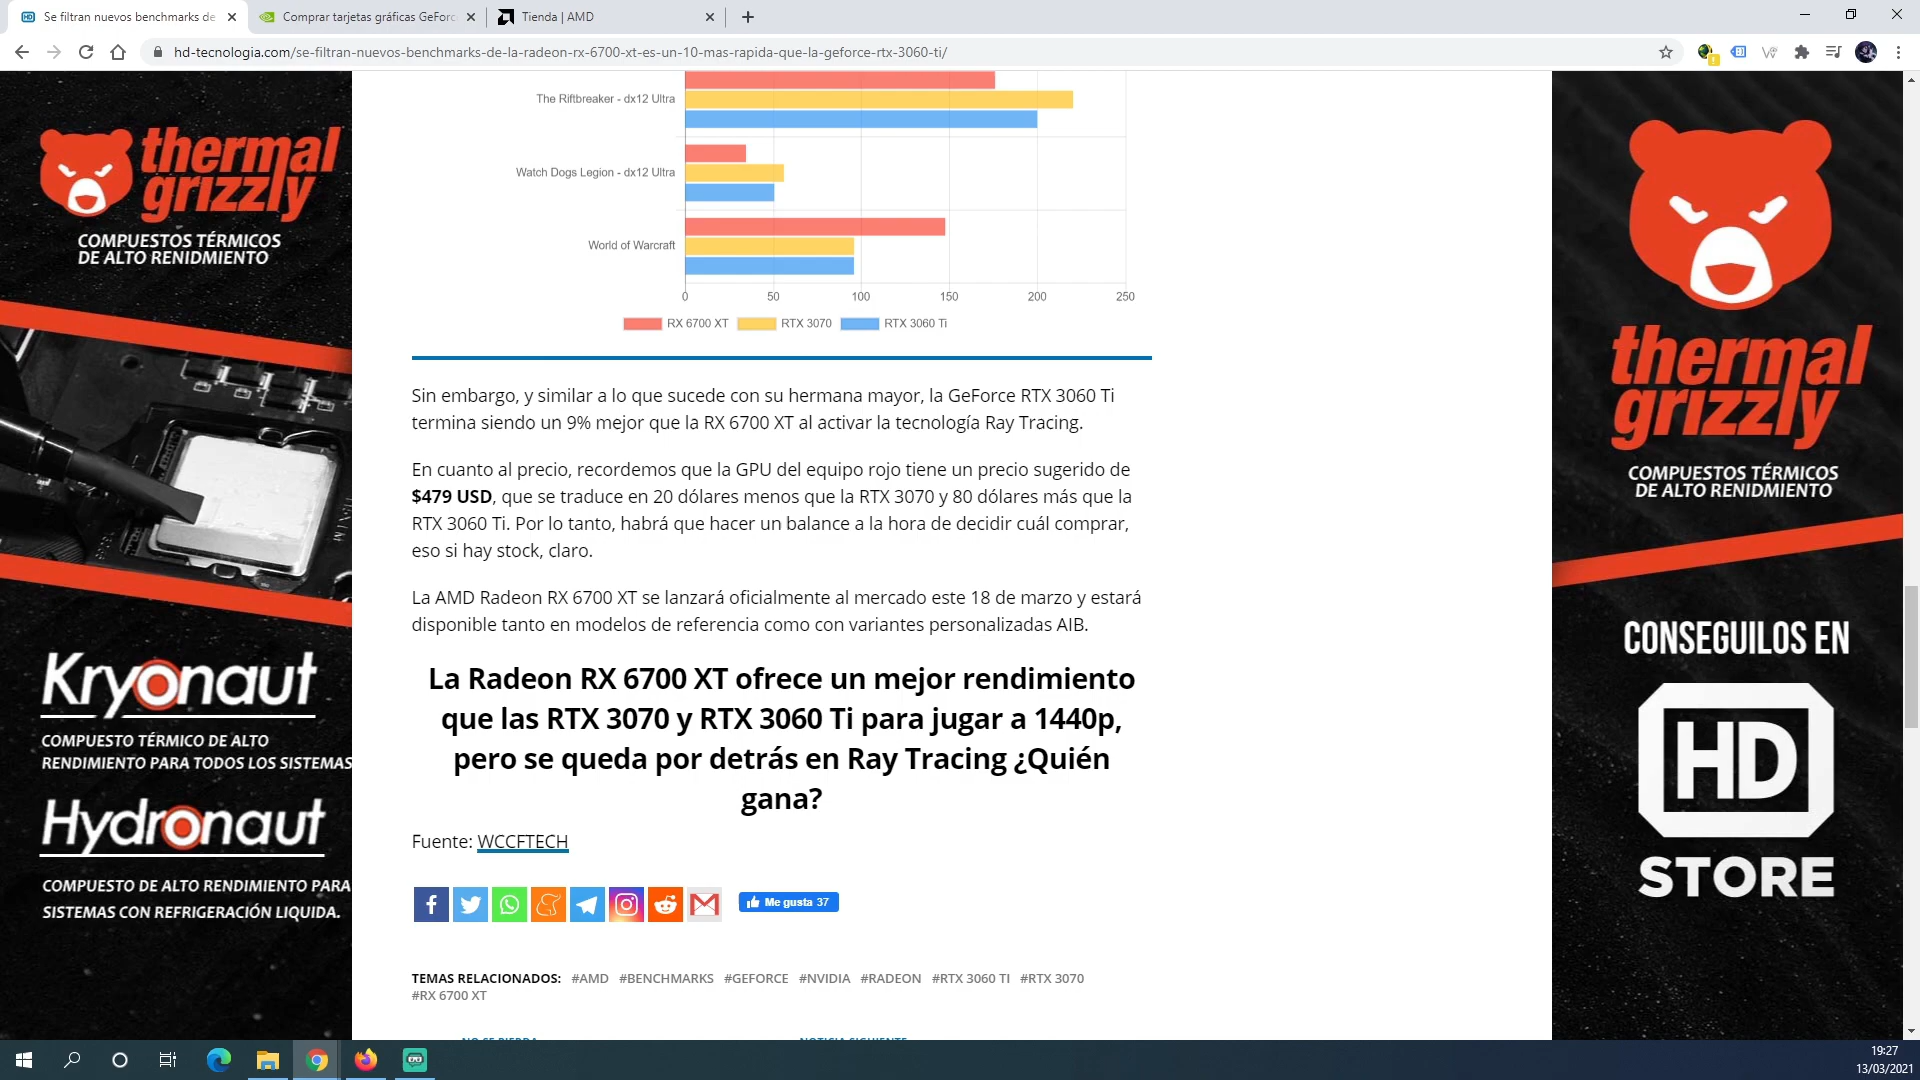 Se filtran nuevos benchmarks de
Comprar tarjetas gráficas GeForc
Tienda | AMD
hd-tecnologia.com/se-filtran-nuevos-benchmarks-de-la-radeon-rx-6700-xt-es-un-10-mas-rapida-que-la-geforce-rtx-3060-ti/
thermal
grizzly
COMPUESTOS TÉRMICOS
DE ALTO RENDIMIENTO
Kryonaut
COMPUESTO TÉRMICO DE ALTO
RENDIMIENTO PARA TODOS LOS SISTEMAS
Hydronaut
COMPUESTO DE ALTO RENDIMIENTO PARA
SISTEMAS CON REFRIGERACIÓN LIQUIDA.
The Riftbreaker - dx12 Ultra
Watch Dogs Legion - dx12 Ultra
World of Warcraft
0 50 100 150 200 250
RX 6700 XT RTX 3070 RTX 3060 Ti
Sin embargo, y similar a lo que sucede con su hermana mayor, la GeForce RTX 3060 Ti
termina siendo un 9% mejor que la RX 6700 XT al activar la tecnología Ray Tracing.
En cuanto al precio, recordemos que la GPU del equipo rojo tiene un precio sugerido de
$479 USD, que se traduce en 20 dólares menos que la RTX 3070 y 80 dólares más que la
RTX 3060 Ti. Por lo tanto, habrá que hacer un balance a la hora de decidir cuál comprar,
eso si hay stock, claro.
La AMD Radeon RX 6700 XT se lanzará oficialmente al mercado este 18 de marzo y estará
disponible tanto en modelos de referencia como con variantes personalizadas AIB.
La Radeon RX 6700 XT ofrece un mejor rendimiento
que las RTX 3070 y RTX 3060 Ti para jugar a 1440p,
pero se queda por detrás en Ray Tracing ¿Quién
gana?
Fuente: WCCFTECH
Me gusta 37
TEMAS RELACIONADOS: #AMD #BENCHMARKS #GEFORCE #NVIDIA #RADEON #RTX 3060 TI #RTX 3070
#RX 6700 XT
NO SE PIERDA
NOTICIA SIGUIENTE
thermal
grizzly
COMPUESTOS TÉRMICOS
DE ALTO RENDIMIENTO
CONSEGUILOS EN
HD
STORE
19:27
13/03/2021